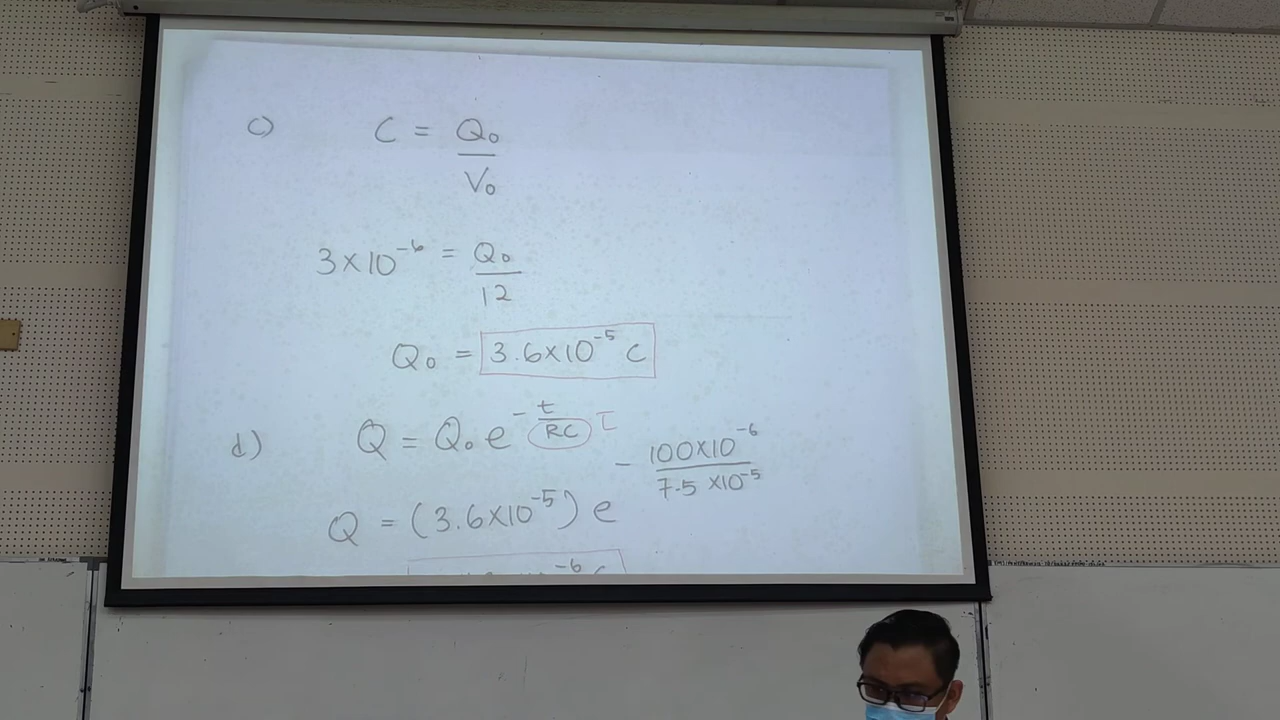 c) C = Q₀
V₀
3×10⁻⁶ = Q₀
12
Q₀ = 3.6×10⁻⁵ C
d) Q = Q₀ e^-t/RC τ
Q = (3.6×10⁻⁵) e^-100×10⁻⁶/7.5×10⁻⁵